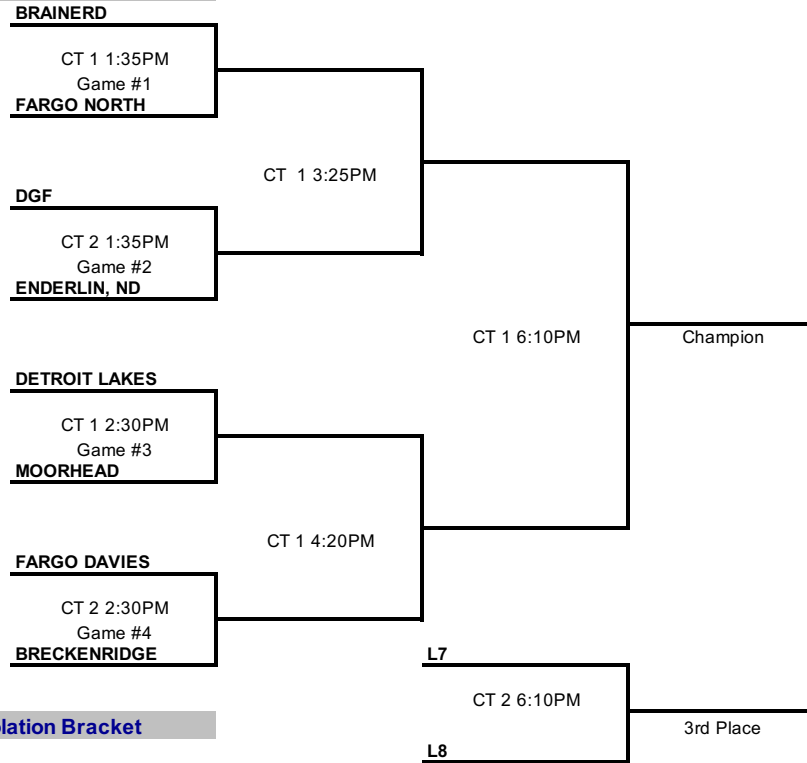 BRAINERD
CT 1 1:35PM
Game #1
FARGO NORTH
CT 1 3:25PM
DGF
CT 2 1:35PM
Game #2
ENDERLIN, ND
CT 1 6:10PM
Champion
DETROIT LAKES
CT 1 2:30PM
Game #3
MOORHEAD
CT 1 4:20PM
FARGO DAVIES
CT 2 2:30PM
Game #4
BRECKENRIDGE
L7
CT 2 6:10PM
3rd Place
L8
lation Bracket